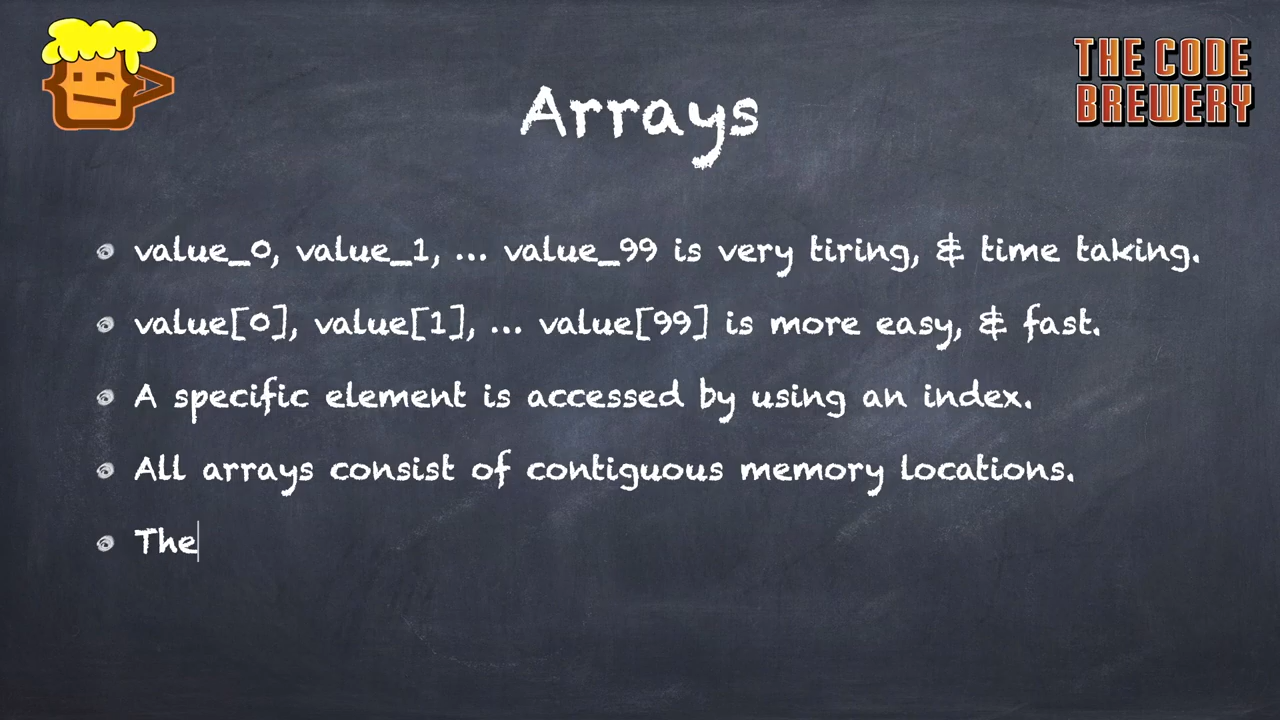 THE CODE
BREWERY
Arrays
value_0, value_1, ... value_99 is very tiring, & time taking.
value[0], value[1], ... value[99] is more easy, & fast.
A specific element is accessed by using an index.
All arrays consist of contiguous memory locations.
The